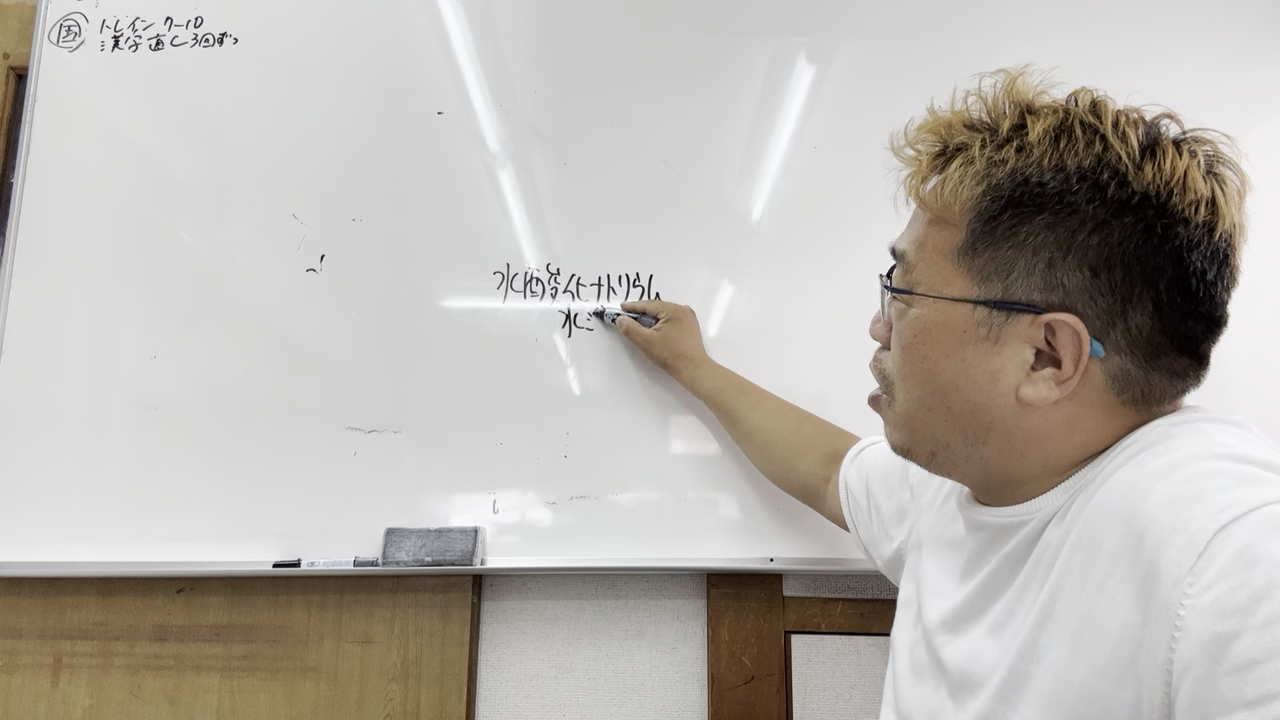 国 トレイン 7-10
漢字直し3回ずつ
水酸化ナトリウム
水